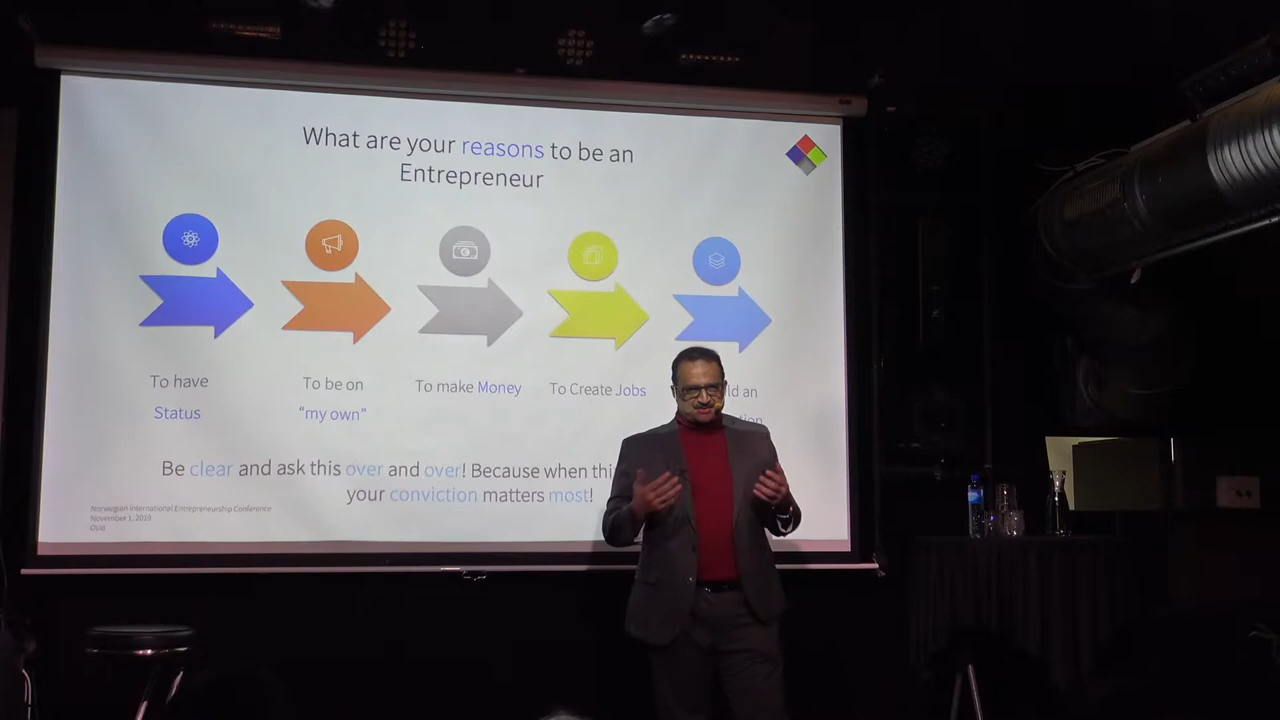 What are your reasons to be an
Entrepreneur
To have
Status
To be on
“my own”
To make Money
To Create Jobs
an
Be clear and ask this over and over! Because when
your conviction matters most!
Norwegian International Entrepreneurship Conference
November 1, 2019
Oslo